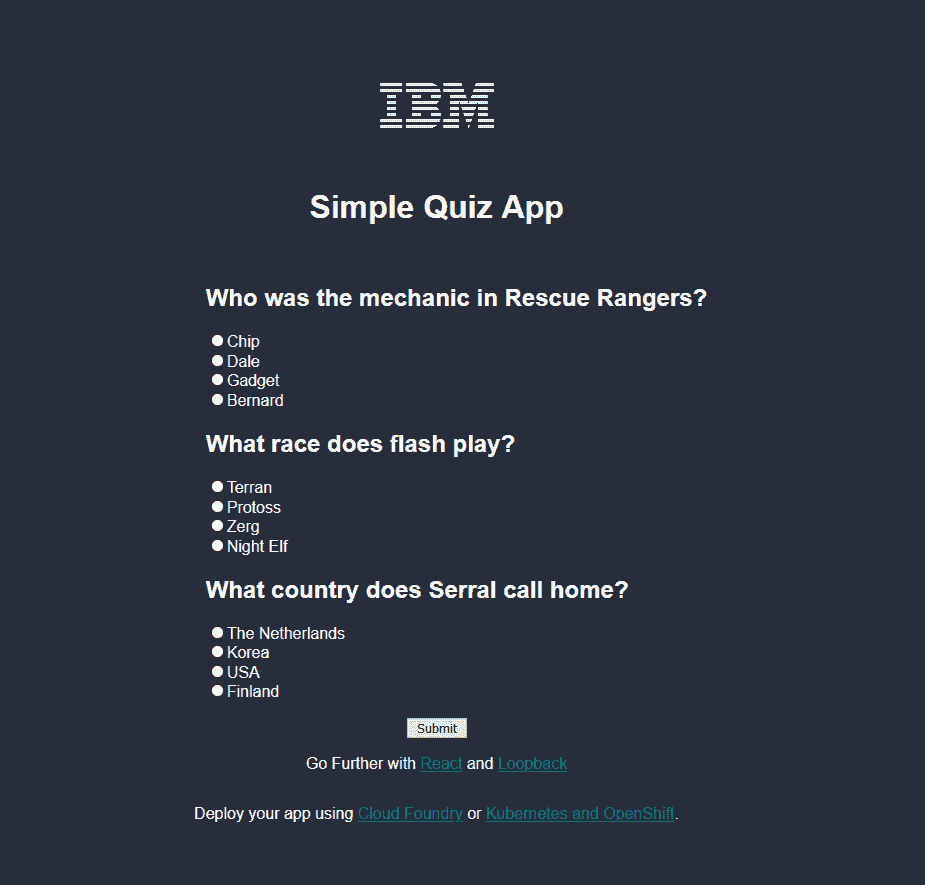 IBM
Simple Quiz App
Who was the mechanic in Rescue Rangers?
Chip
Dale
Gadget
Bernard
What race does flash play?
Terran
Protoss
Zerg
Night Elf
What country does Serral call home?
The Netherlands
Korea
USA
Finland
Submit
Go Further with React and Loopback
Deploy your app using Cloud Foundry or Kubernetes and OpenShift.